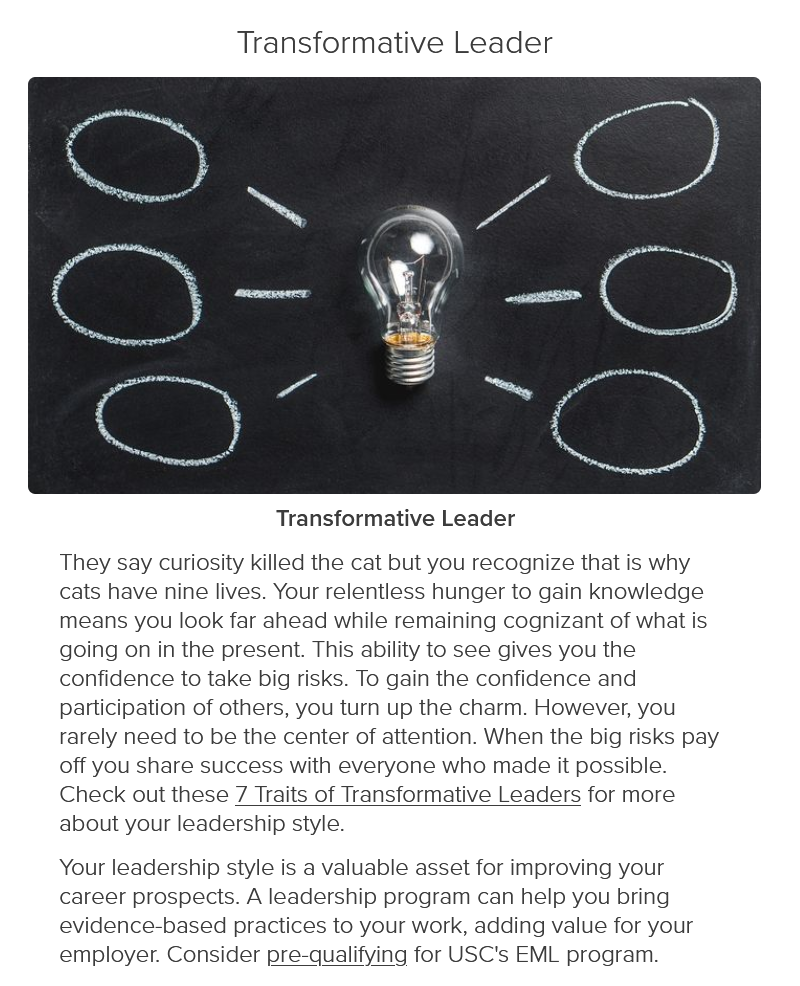 Transformative Leader
Transformative Leader
They say curiosity killed the cat but you recognize that is why
cats have nine lives. Your relentless hunger to gain knowledge
means you look far ahead while remaining cognizant of what is
going on in the present. This ability to see gives you the
confidence to take big risks. To gain the confidence and
participation of others, you turn up the charm. However, you
rarely need to be the center of attention. When the big risks pay
off you share success with everyone who made it possible.
Check out these 7 Traits of Transformative Leaders for more
about your leadership style.
Your leadership style is a valuable asset for improving your
career prospects. A leadership program can help you bring
evidence-based practices to your work, adding value for your
employer. Consider pre-qualifying for USC's EML program.